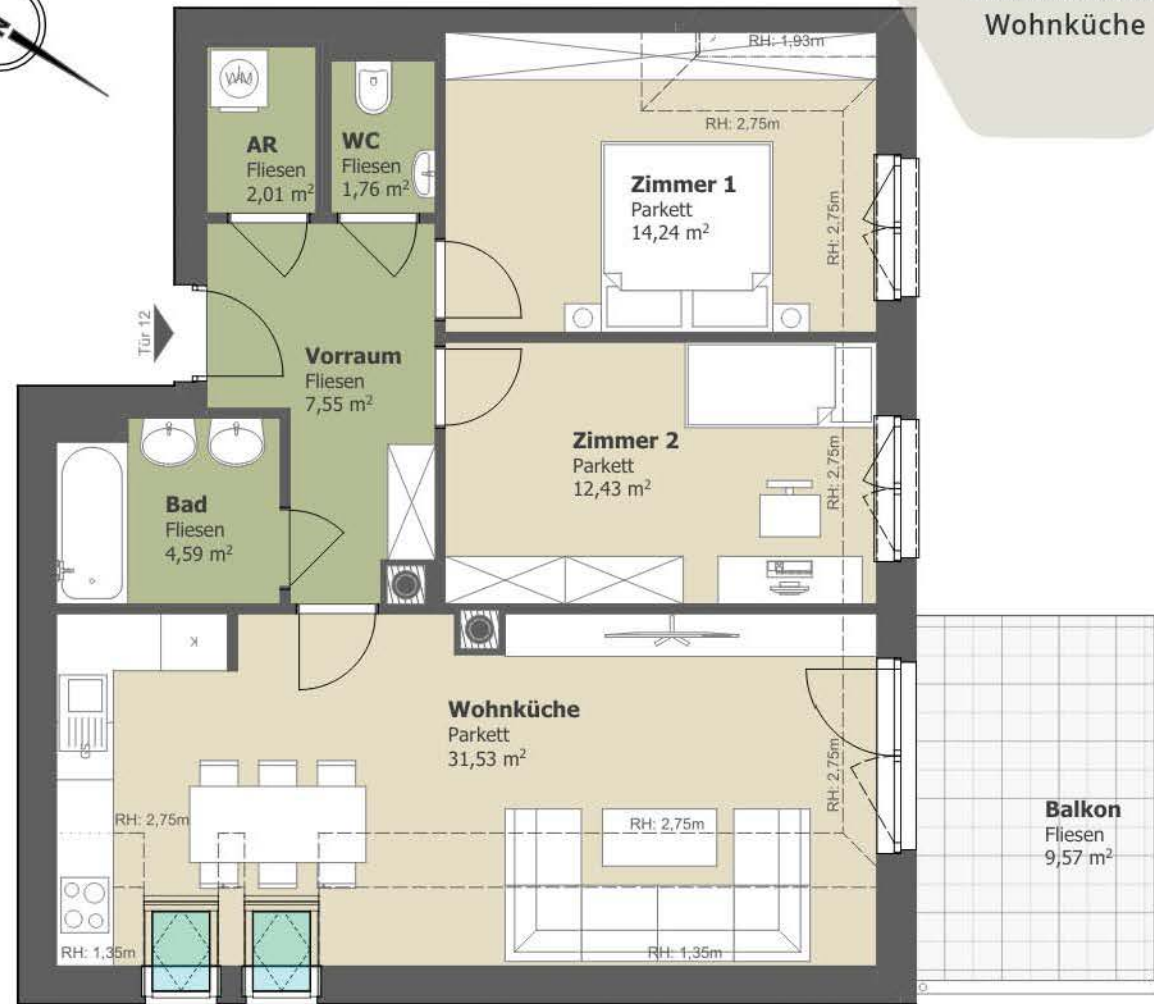 Wohnküche
RH: 1,93m
WM
AR
Fliesen
2,01 m²
WC
Fliesen
1,76 m²
RH: 2,75m
Zimmer 1
Parkett
14,24 m²
RH: 2,75m
Tür 12
Vorraum
Fliesen
7,55 m²
Zimmer 2
Parkett
12,43 m²
RH: 2,75m
Bad
Fliesen
4,59 m²
K
Wohnküche
Parkett
31,53 m²
GS
RH: 2,75m
RH: 2,75m
RH: 2,75m
Balkon
Fliesen
9,57 m²
RH: 1,35m
RH: 1,35m